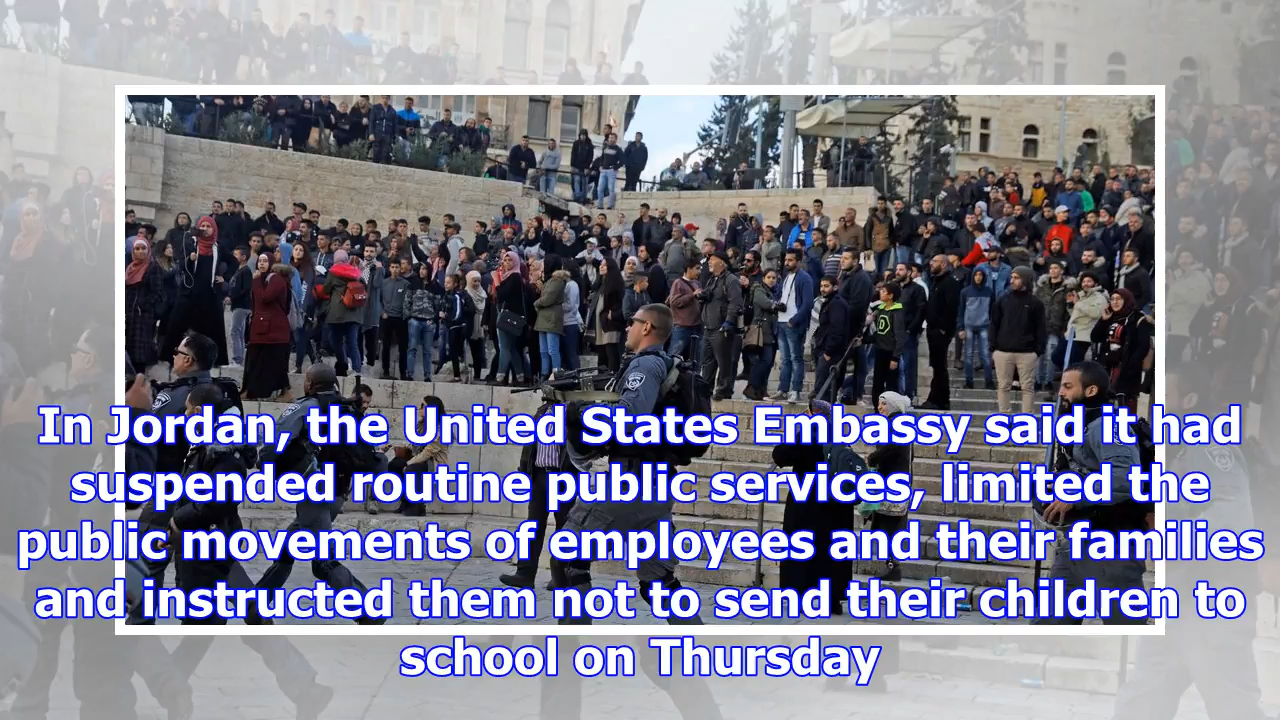 In Jordan, the United States Embassy said it had
suspended routine public services, limited the
public movements of employees and their families
and instructed them not to send their children to
school on Thursday